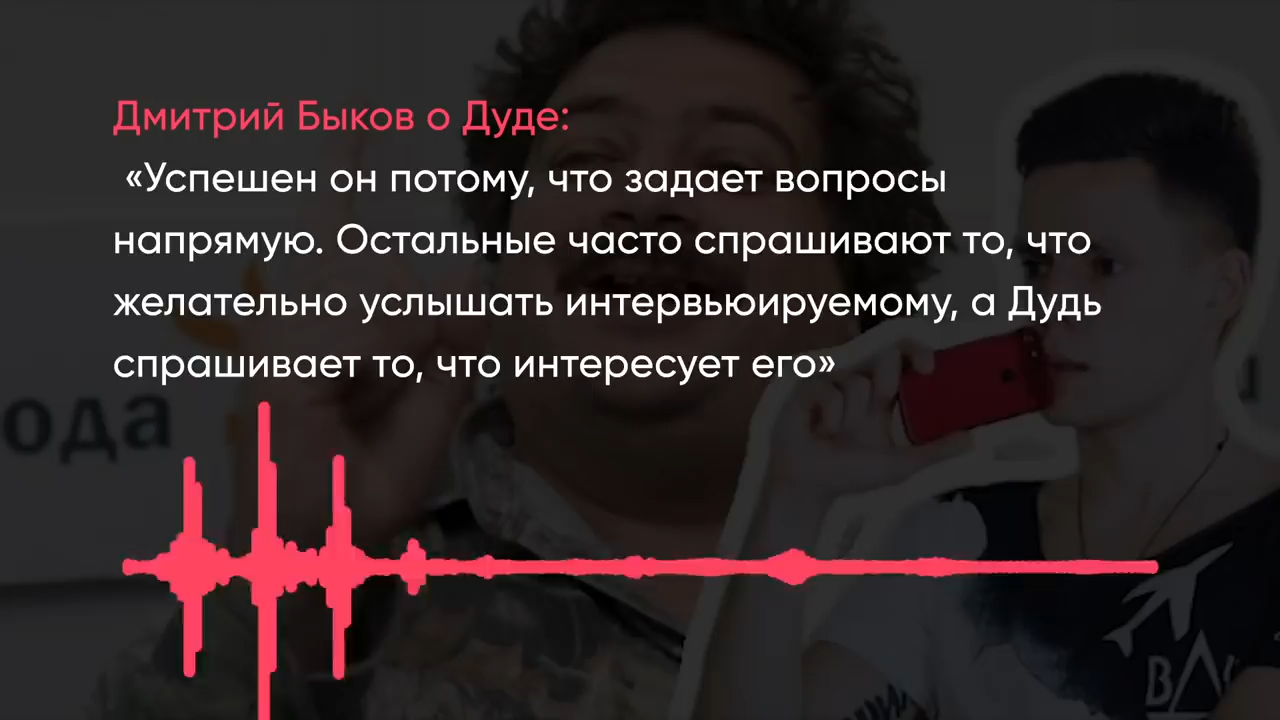 Дмитрий Быков о Дуде:
«Успешен он потому, что задает вопросы
напрямую. Остальные часто спрашивают то, что
желательно услышать интервьюируемому, а Дудь
спрашивает то, что интересует его»
ода